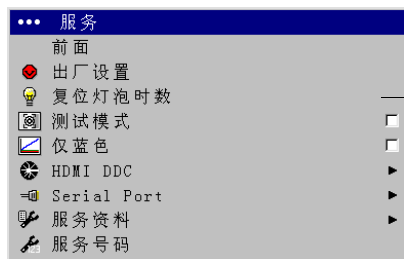 ••• 服务
前面
出厂设置
复位灯泡时数
测试模式
仅蓝色
HDMI DDC
Serial Port
服务资料
服务号码